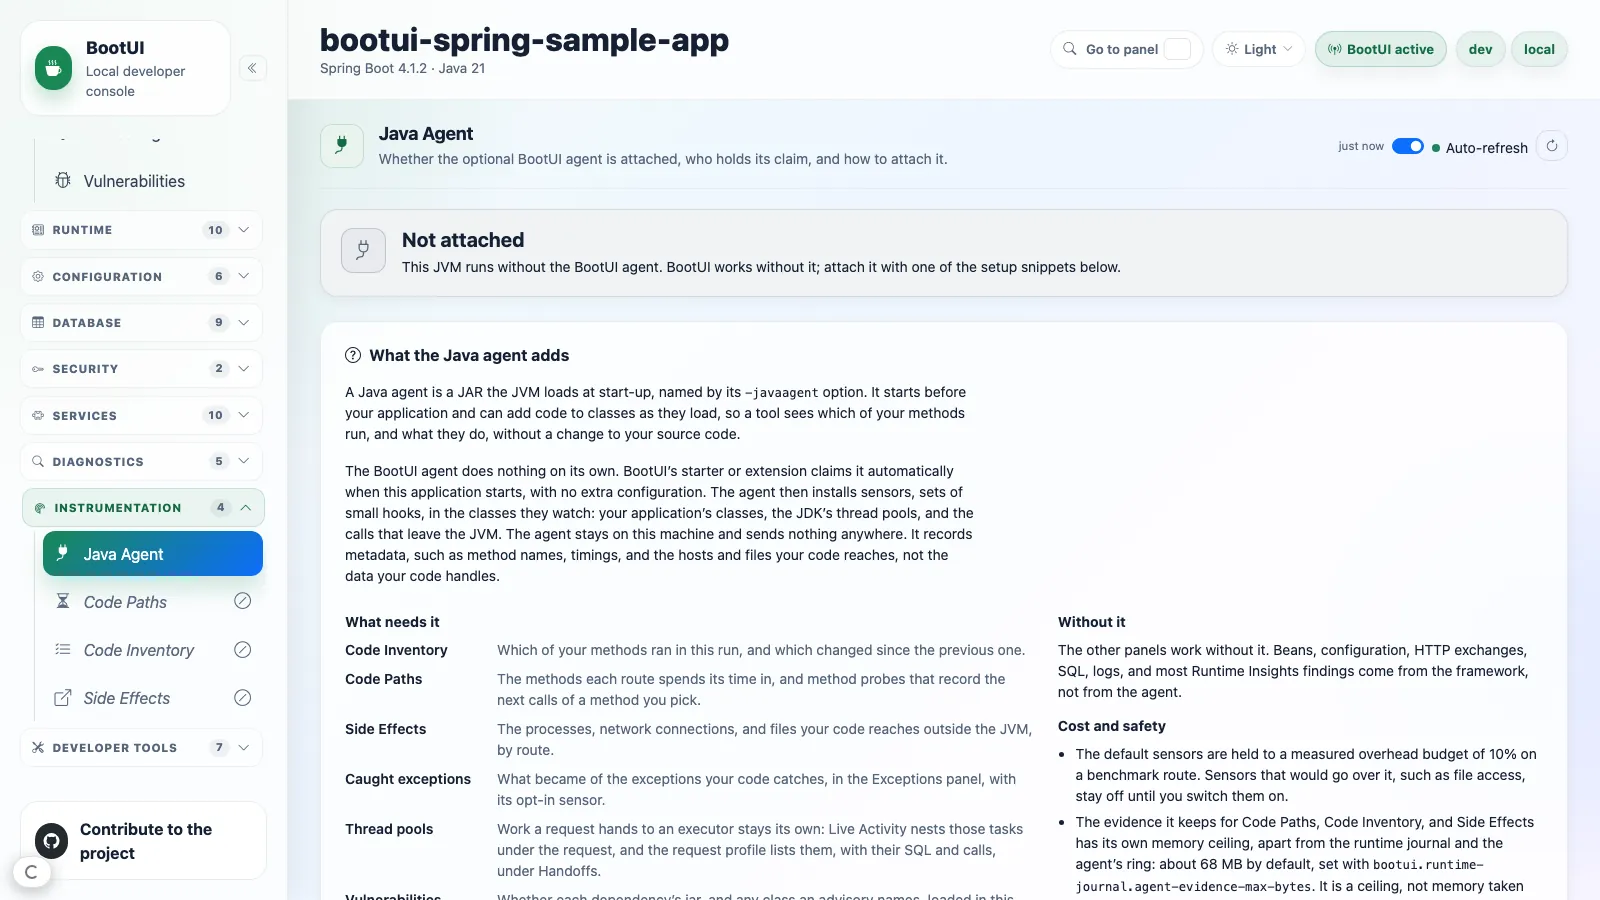 BootUI
Local developer
console
Vulnerabilities
RUNTIME 10
CONFIGURATION 6
DATABASE 9
SECURITY 2
SERVICES 10
DIAGNOSTICS 5
INSTRUMENTATION 4
Java Agent
Code Paths
Code Inventory
Side Effects
DEVELOPER TOOLS 7
Contribute to the
project
C
bootui-spring-sample-app
Spring Boot 4.1.2 · Java 21
Go to panel
Light
BootUI active
dev
local
Java Agent
Whether the optional BootUI agent is attached, who holds its claim, and how to attach it.
just now
Auto-refresh
Not attached
This JVM runs without the BootUI agent. BootUI works without it; attach it with one of the setup snippets below.
What the Java agent adds
A Java agent is a JAR the JVM loads at start-up, named by its -javaagent option. It starts before
your application and can add code to classes as they load, so a tool sees which of your methods
run, and what they do, without a change to your source code.
The BootUI agent does nothing on its own. BootUI's starter or extension claims it automatically
when this application starts, with no extra configuration. The agent then installs sensors, sets of
small hooks, in the classes they watch: your application's classes, the JDK's thread pools, and the
calls that leave the JVM. The agent stays on this machine and sends nothing anywhere. It records
metadata, such as method names, timings, and the hosts and files your code reaches, not the
data your code handles.
What needs it
Code Inventory Which of your methods ran in this run, and which changed since the previous one.
Code Paths The methods each route spends its time in, and method probes that record the
next calls of a method you pick.
Side Effects The processes, network connections, and files your code reaches outside the JVM,
by route.
Caught exceptions What became of the exceptions your code catches, in the Exceptions panel, with
its opt-in sensor.
Thread pools Work a request hands to an executor stays its own: Live Activity nests those tasks
under the request, and the request profile lists them, with their SQL and calls,
under Handoffs.
Vulnerabilities Whether each dependency's jar, and any class an advisory names, loaded in this
Without it
The other panels work without it. Beans, configuration, HTTP exchanges,
SQL, logs, and most Runtime Insights findings come from the framework,
not from the agent.
Cost and safety
• The default sensors are held to a measured overhead budget of 10% on
a benchmark route. Sensors that would go over it, such as file access,
stay off until you switch them on.
• The evidence it keeps for Code Paths, Code Inventory, and Side Effects
has its own memory ceiling, apart from the runtime journal and the
agent's ring: about 68 MB by default, set with bootui.runtime-
journal.agent-evidence-max-bytes. It is a ceiling, not memory taken